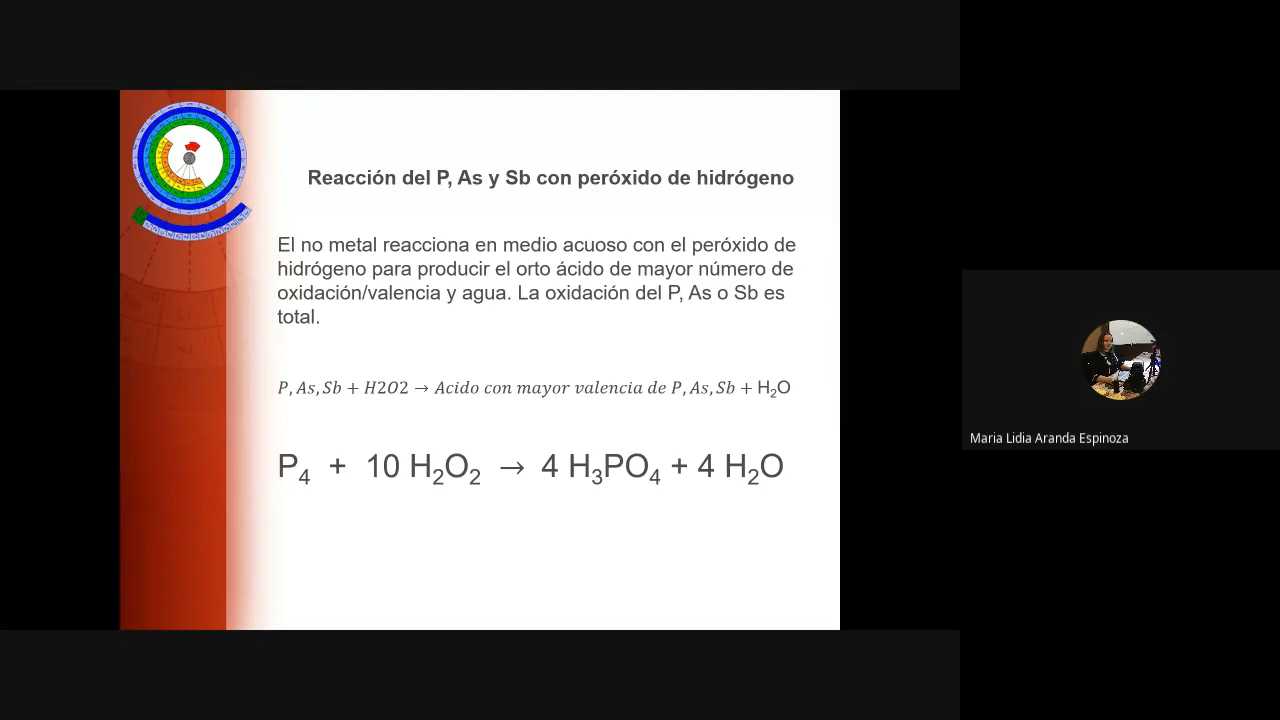 Reacción del P, As y Sb con peróxido de hidrógeno
El no metal reacciona en medio acuoso con el peróxido de
hidrógeno para producir el orto ácido de mayor número de
oxidación/valencia y agua. La oxidación del P, As o Sb es
total.
P, As, Sb + H2O2 → Acido con mayor valencia de P, As, Sb + H₂O
P₄ + 10 H₂O₂ → 4 H₃PO₄ + 4 H₂O
Maria Lidia Aranda Espinoza